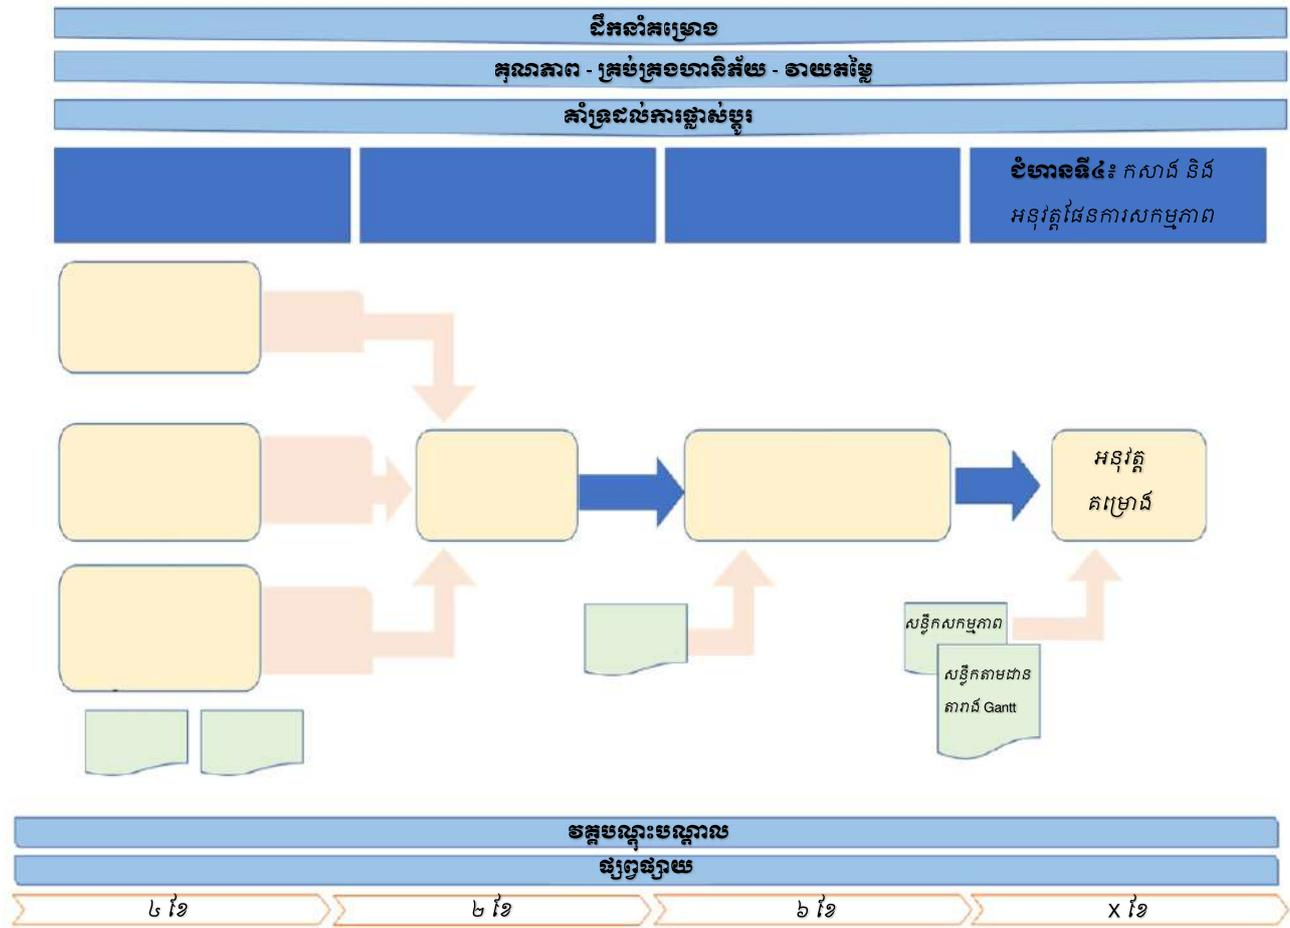 ដឹកនាំគម្រោង
គុណភាព - គ្រប់គ្រងហានិភ័យ - វាយតម្លៃ
គាំទ្រដល់ការផ្លាស់ប្តូរ
ជំហានទី៤៖ កសាង និង
អនុវត្តផែនការសកម្មភាព
អនុវត្ត
គម្រោង
សន្លឹកសកម្មភាព
សន្លឹកតាមដាន
តារាង Gantt
វគ្គបណ្តុះបណ្តាល
ផ្សព្វផ្សាយ
៤ ខែ
២ ខែ
៦ ខែ
X ខែ